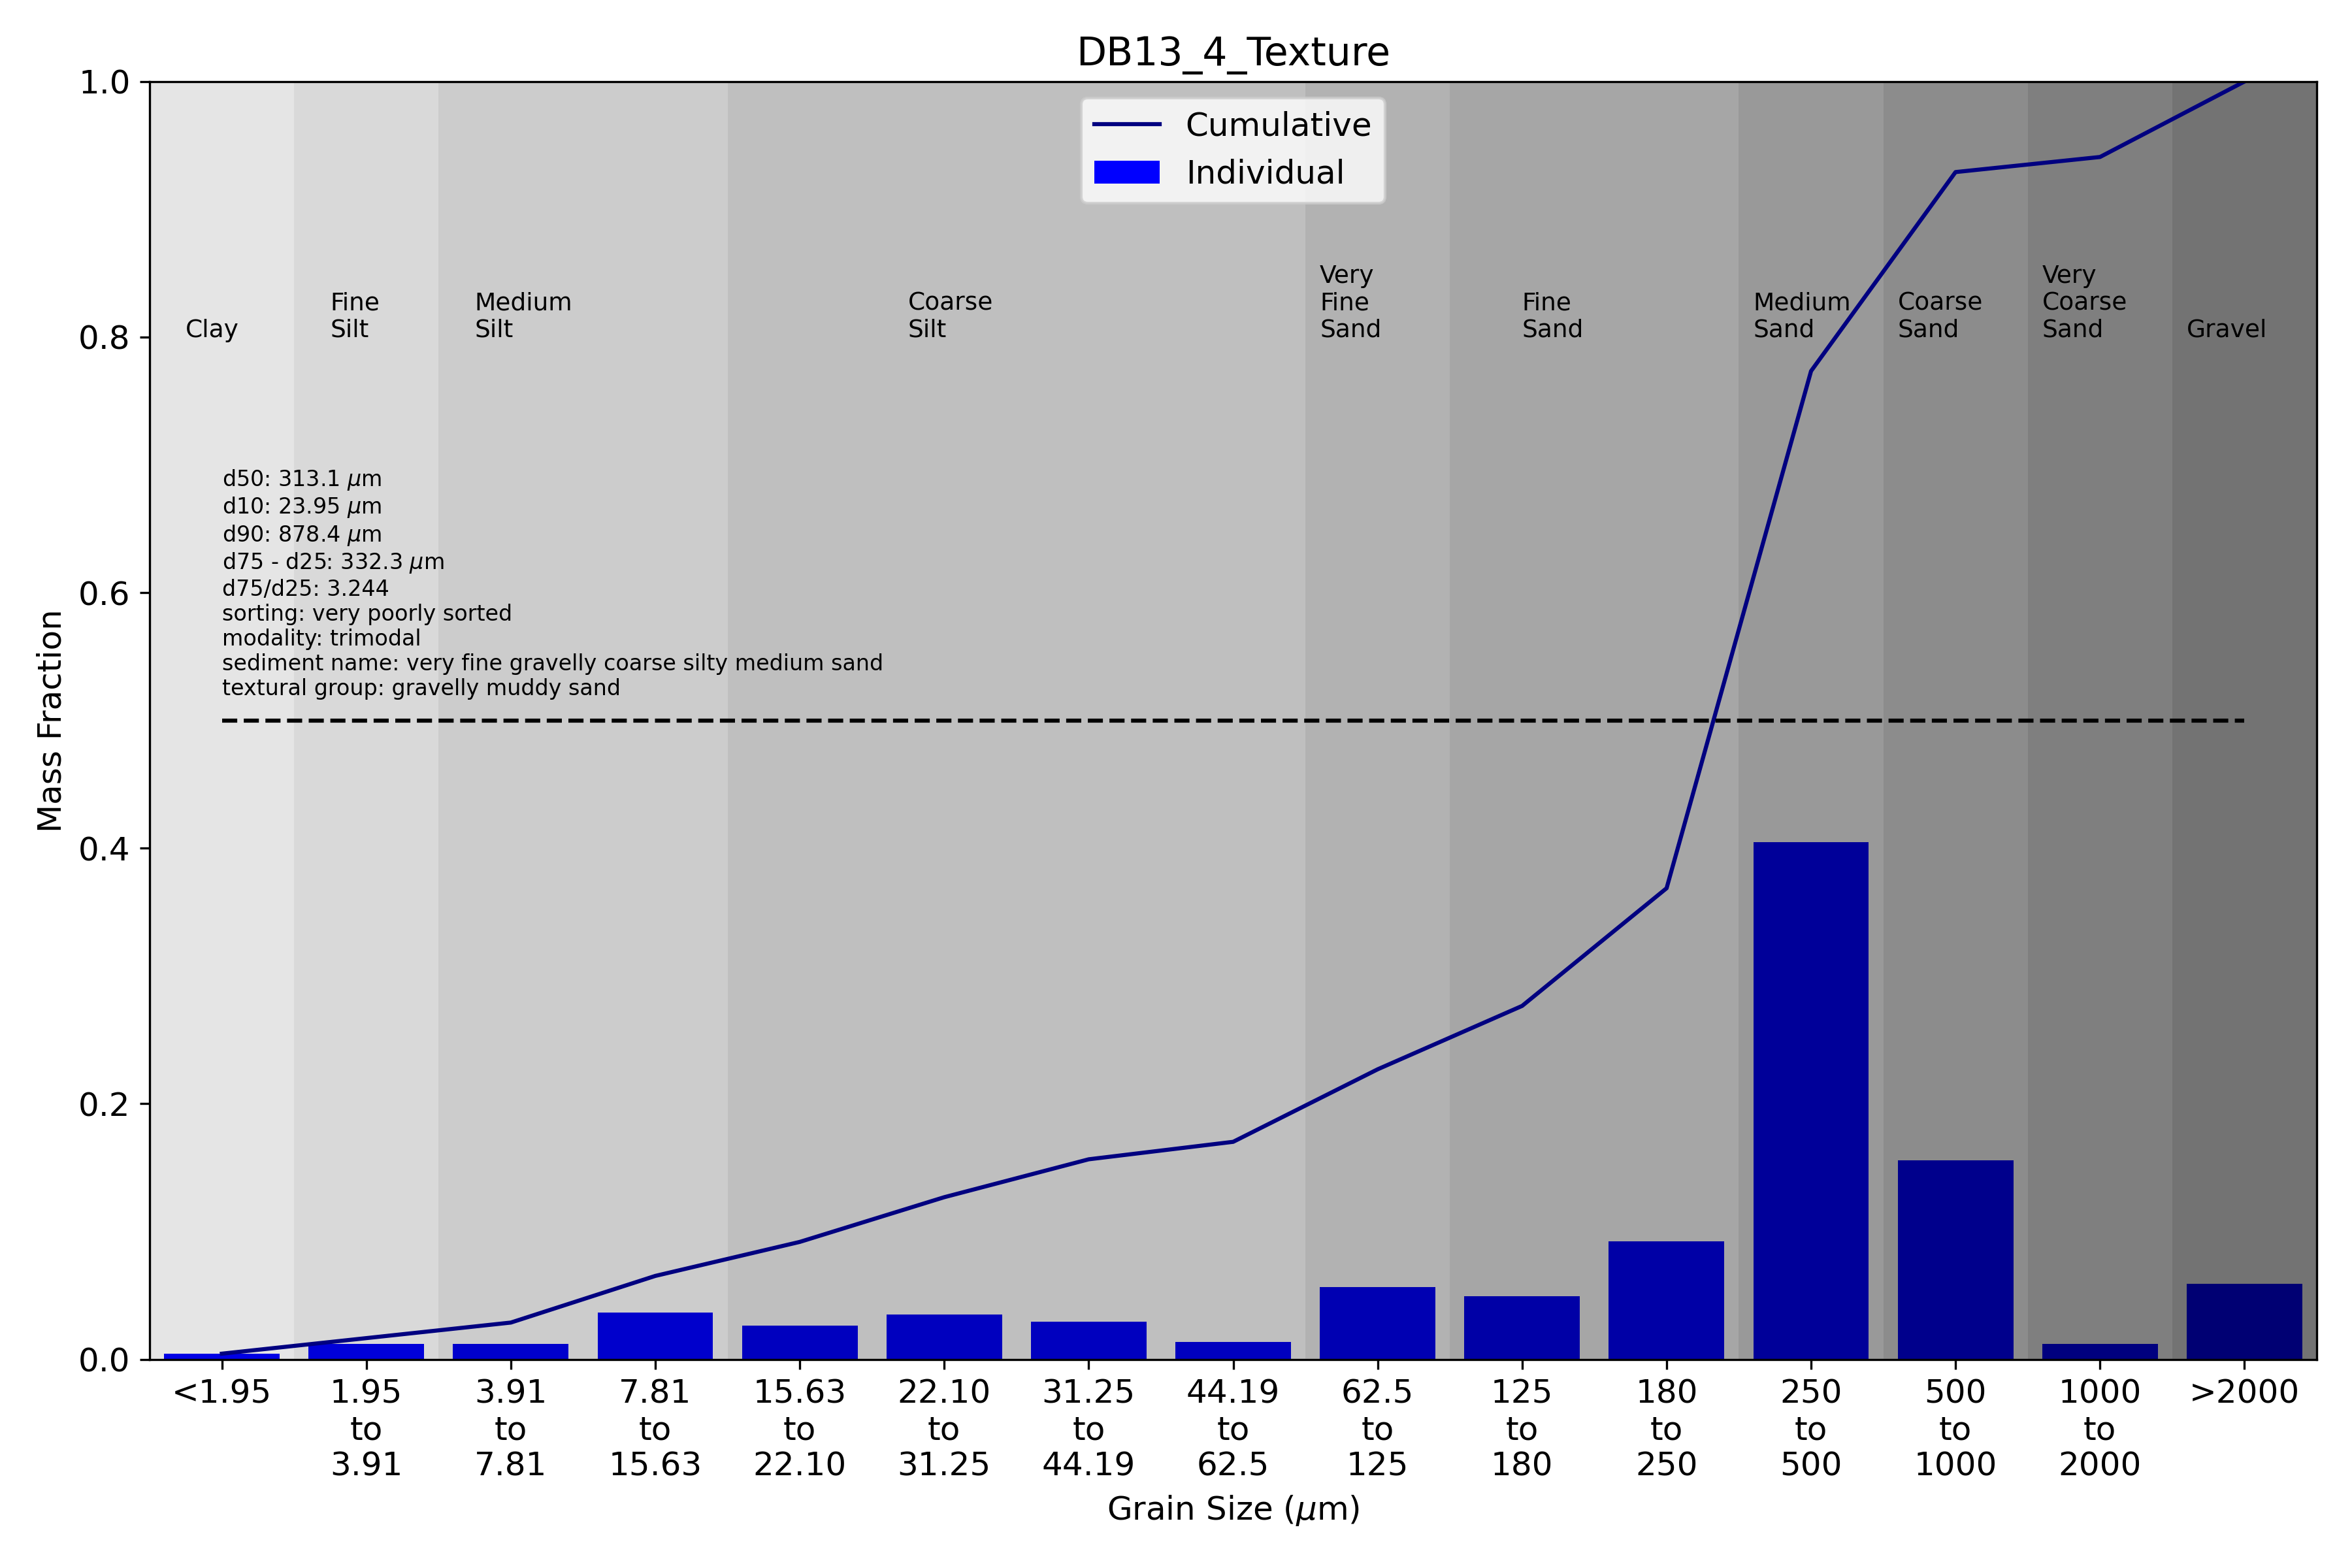 DB13_4_Texture
1.0
Cumulative
Individual
Very
Fine
Medium
Coarse
Fine
Fine
Medium
Coarse
Very
Coarse
Clay
Silt
Silt
Silt
Sand
Sand
Sand
Sand
Sand
Gravel
0.8
d50: 313.1 μm
d10: 23.95 μm
d90: 878.4 μm
d75 - d25: 332.3 μm
d75/d25: 3.244
sorting: very poorly sorted
modality: trimodal
sediment name: very fine gravelly coarse silty medium sand
textural group: gravelly muddy sand
0.6
Mass Fraction
0.4
0.2
0.0
<1.95
1.95
to
3.91
3.91
to
7.81
7.81
to
15.63
15.63
to
22.10
22.10
to
31.25
31.25
to
44.19
44.19
to
62.5
62.5
to
125
125
to
180
180
to
250
250
to
500
500
to
1000
1000
to
2000
>2000
Grain Size (μm)